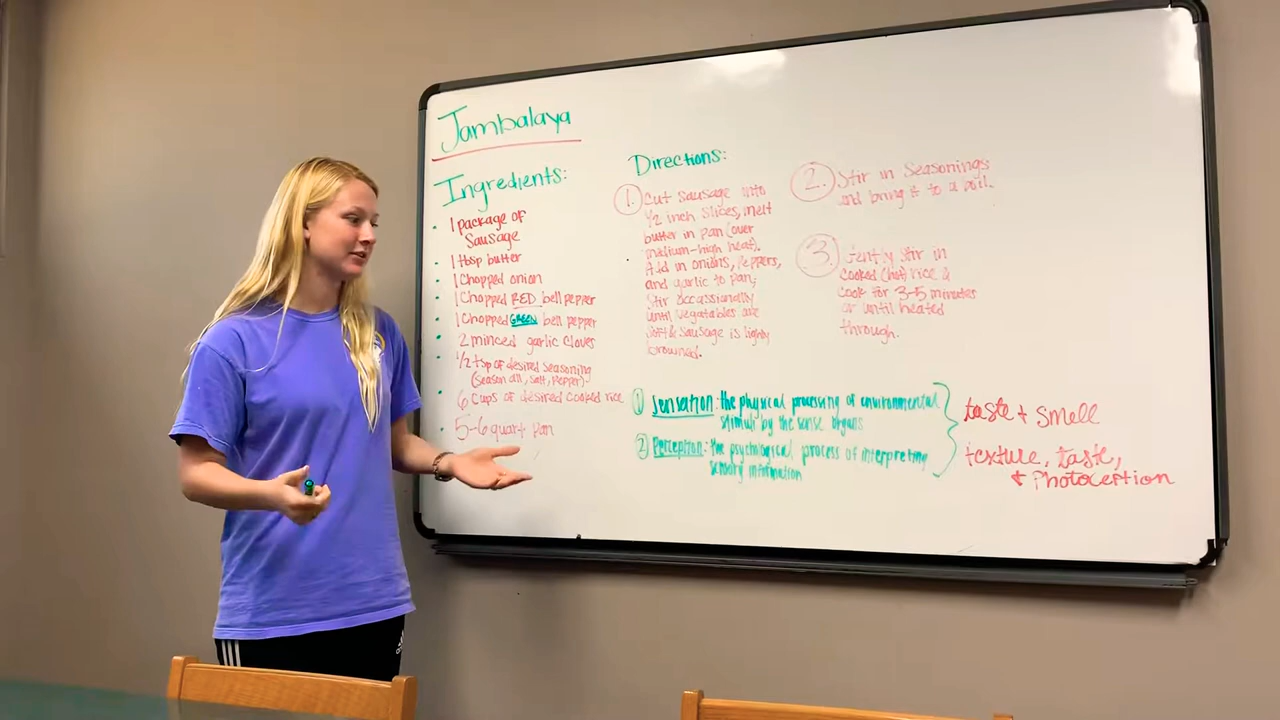 Jambalaya
Ingredients:
• 1 package of
Sausage
• 1 tbsp butter
• 1 Chopped onion
• 1 Chopped RED bell pepper
• 1 Chopped GREEN bell pepper
• 2 minced garlic cloves
• 1/2 tsp of desired seasoning
(Season all, Salt, Pepper)
• 6 Cups of desired cooked rice
• 5-6 quart pan
Directions:
1. Cut Sausage into
1/2 inch slices, melt
butter in pan (over
medium-high heat).
Add in onions, peppers,
and garlic to pan;
stir occassionally
until vegatables are
soft & sausage is lighly
browned.
2. Stir in Seasonings
and bring it to a boil.
3. Gently stir in
cooked (hot) rice &
cook for 3-5 minutes
or until heated
through.
1 Sensation: the physical processing of environmental
stimuli by the sense organs
2 Perception: the psychological process of interpreting
sensory information
taste + smell
texture, taste,
+ Photocertion